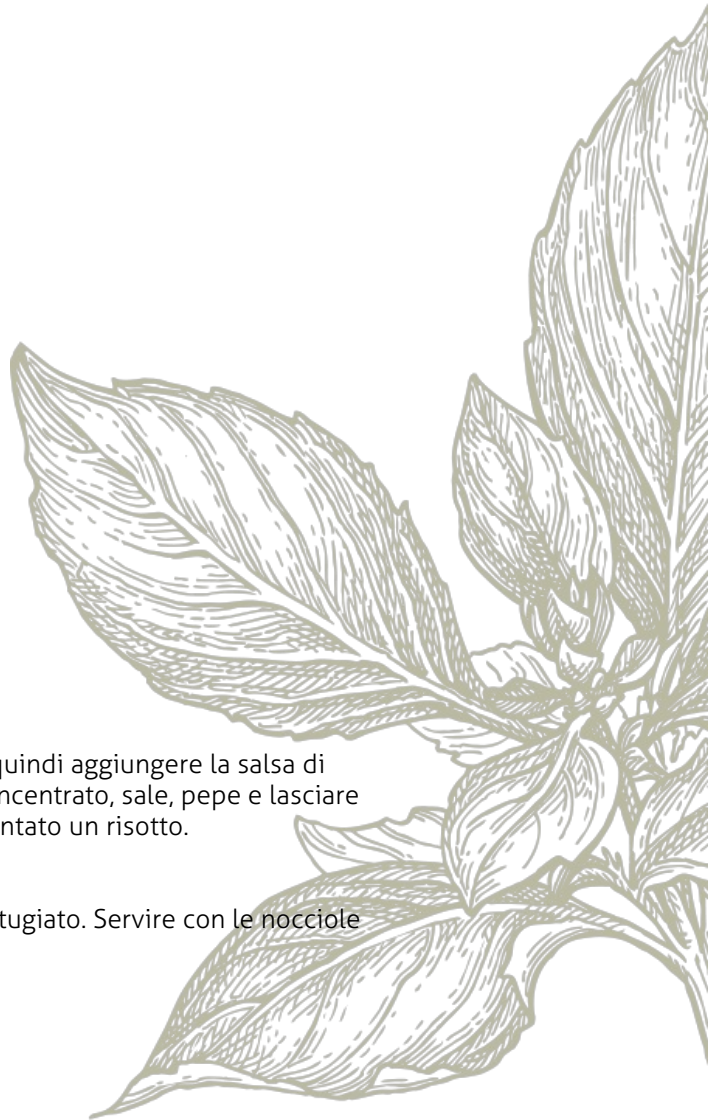 quindi aggiungere la salsa di
ncentrato, sale, pepe e lasciare
ntato un risotto.
tugiato. Servire con le nocciole